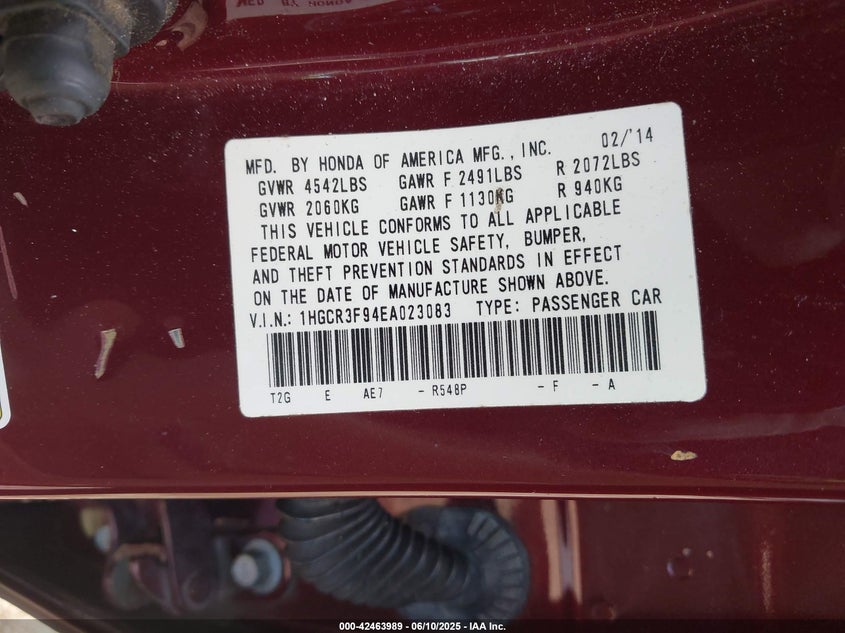 MFD. BY HONDA OF AMERICA MFG., INC. 02/'14
GVWR 4542LBS GAWR F 2491LBS R 2072LBS
GVWR 2060KG GAWR F 1130KG R 940KG
THIS VEHICLE CONFORMS TO ALL APPLICABLE
FEDERAL MOTOR VEHICLE SAFETY, BUMPER,
AND THEFT PREVENTION STANDARDS IN EFFECT
ON THE DATE OF MANUFACTURE SHOWN ABOVE.
V.I.N.: 1HGCR3F94EA023083 TYPE: PASSENGER CAR
T2G E AE7 - R548P - F - A
000-42463989 - 06/10/2025 - IAA Inc.